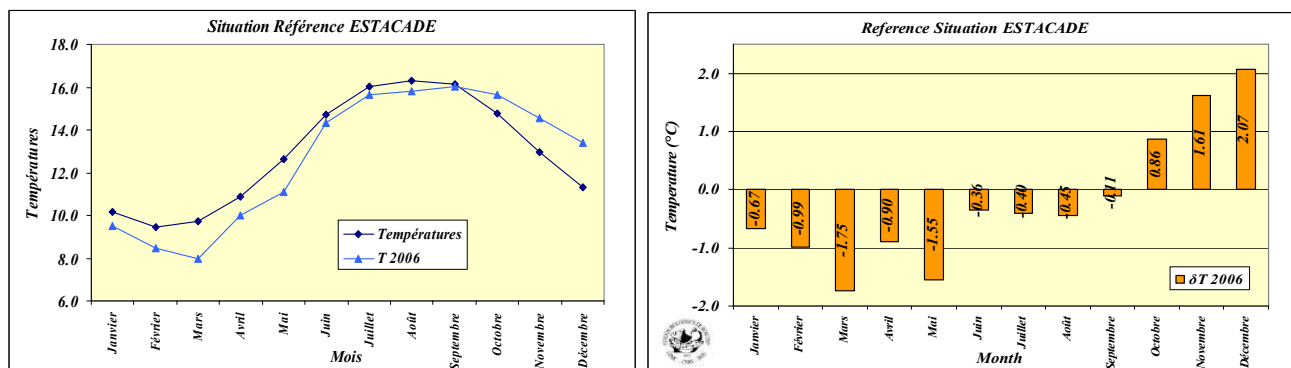 Situation Référence ESTACADE
18.0
16.0
14.0
12.0
10.0
8.0
6.0
Températures
Températures
T 2006
Janvier
Février
Mars
Avril
Mai
Juin
Juillet
Août
Septembre
Octobre
Novembre
Décembre
Mois
Reference Situation ESTACADE
2.0
1.0
0.0
-1.0
-2.0
Temperature (°C)
-0.67
-0.99
-1.75
-0.90
-1.55
-0.36
-0.40
-0.45
-0.11
0.86
1.61
2.07
δT 2006
Janvier
Février
Mars
Avril
Mai
Juin
Juillet
Août
Septembre
Octobre
Novembre
Décembre
Month